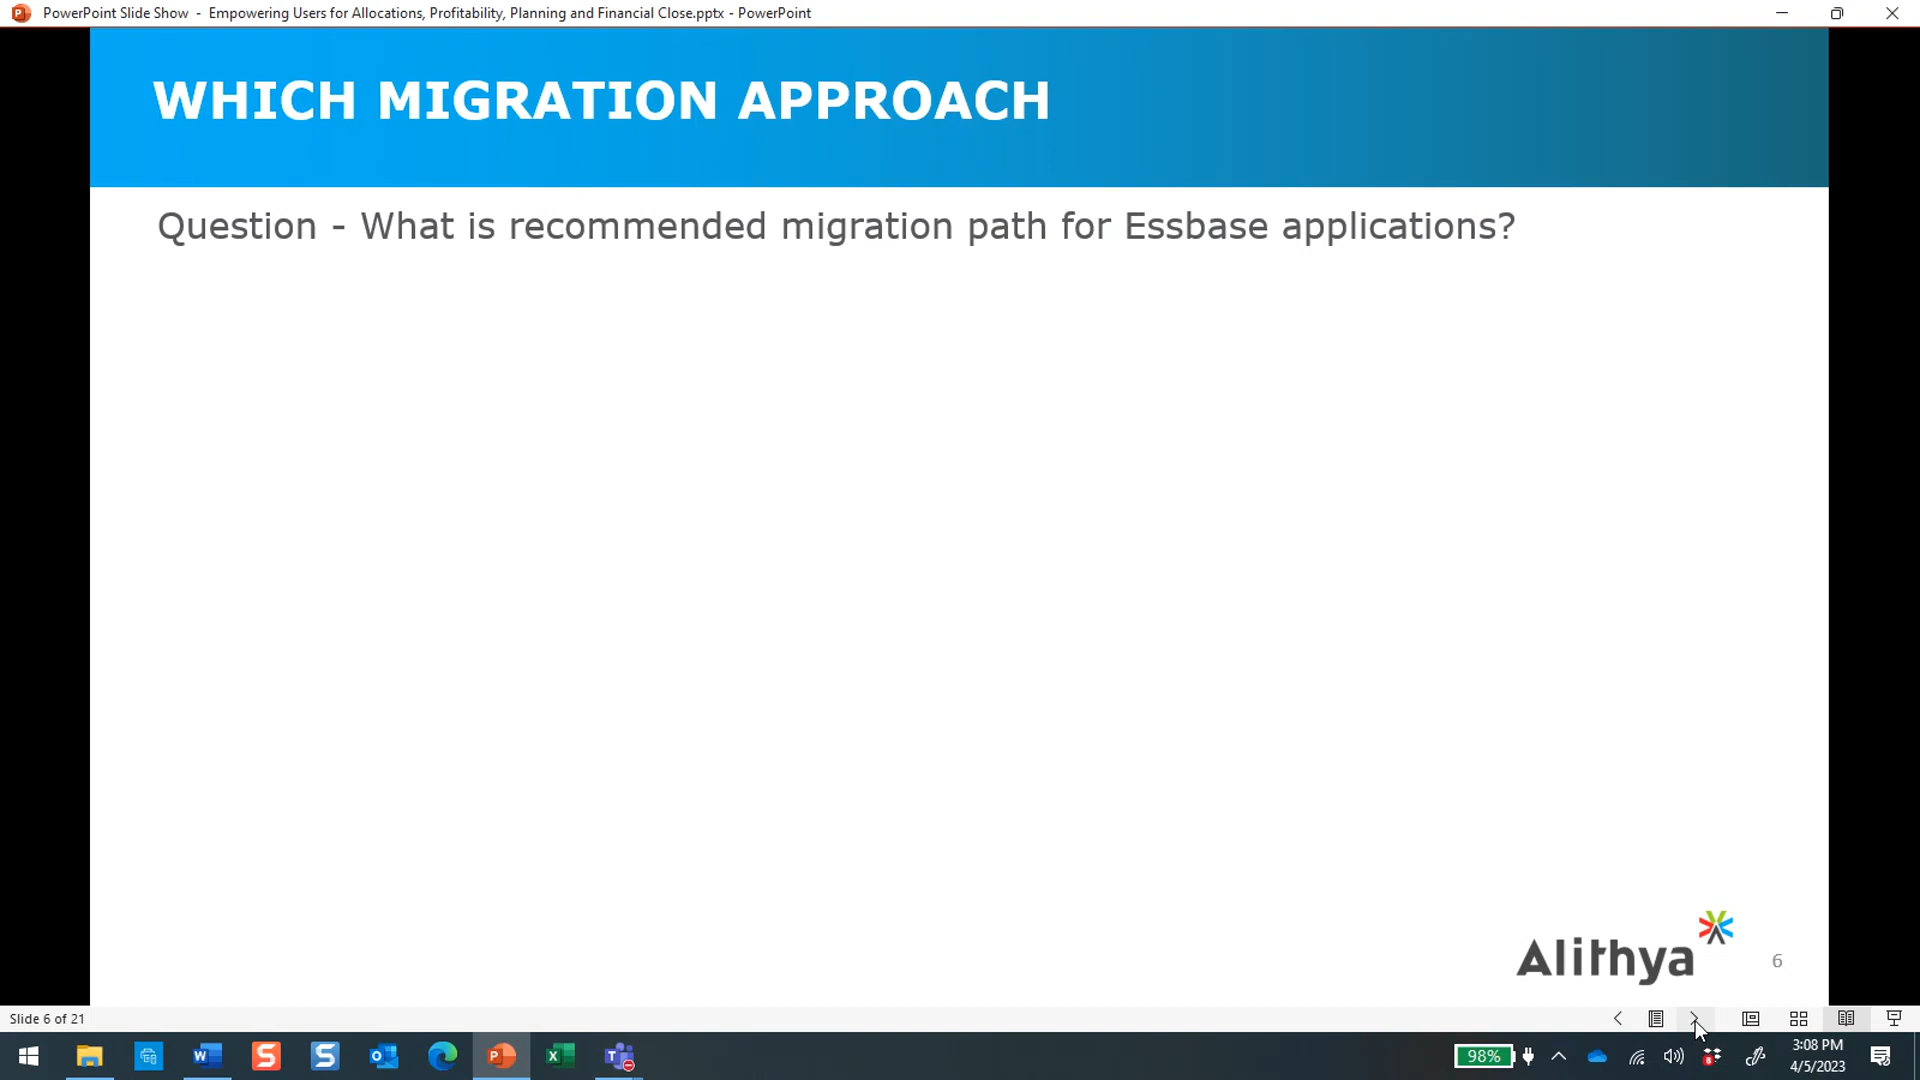 PowerPoint Slide Show - Empowering Users for Allocations, Profitability, Planning and Financial Close.pptx - PowerPoint
WHICH MIGRATION APPROACH
Question - What is recommended migration path for Essbase applications?
Alithya
6
Slide 6 of 21
98%
3:08 PM
4/5/2023